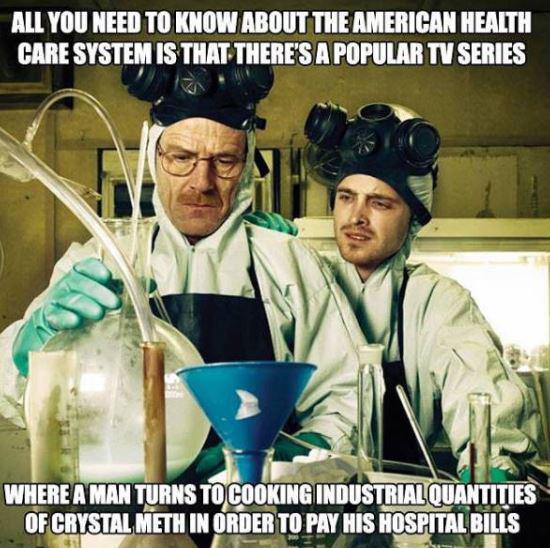 ALL YOU NEED TO KNOW ABOUT THE AMERICAN HEALTH
CARE SYSTEM IS THAT THERE'S A POPULAR TV SERIES
WHERE A MAN TURNS TO COOKING INDUSTRIAL QUANTITIES
OF CRYSTAL METH IN ORDER TO PAY HIS HOSPITAL BILLS